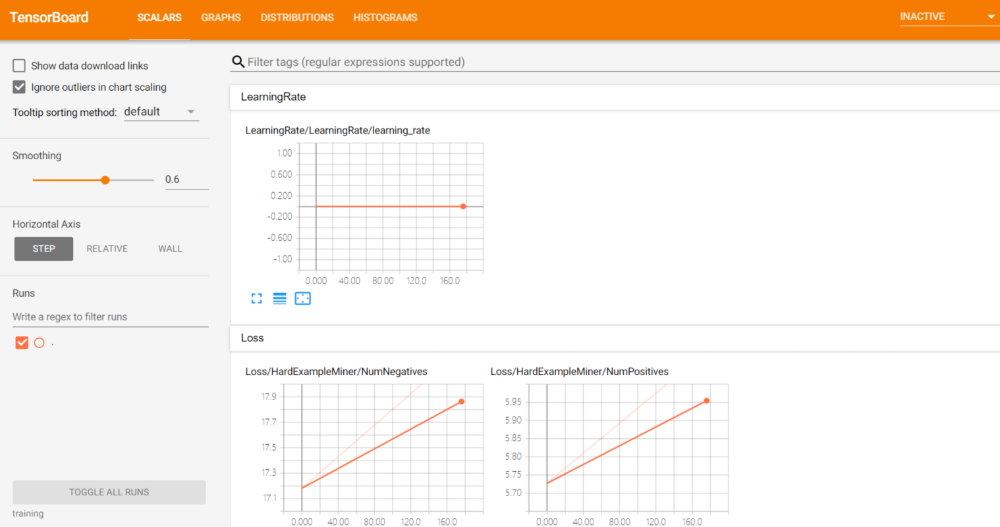 TensorBoard SCALARS GRAPHS DISTRIBUTIONS HISTOGRAMS INACTIVE
Show data download links
Ignore outliers in chart scaling
Tooltip sorting method: default
Smoothing
0.6
Horizontal Axis
STEP RELATIVE WALL
Runs
Write a regex to filter runs
.
TOGGLE ALL RUNS
training
Filter tags (regular expressions supported)
LearningRate
LearningRate/LearningRate/learning_rate
1.00
0.600
0.200
-0.200
-0.600
-1.00
0.000 40.00 80.00 120.0 160.0
Loss
Loss/HardExampleMiner/NumNegatives
17.9
17.7
17.5
17.3
17.1
0.000 40.00 80.00 120.0 160.0
Loss/HardExampleMiner/NumPositives
5.95
5.90
5.85
5.80
5.75
5.70
0.000 40.00 80.00 120.0 160.0